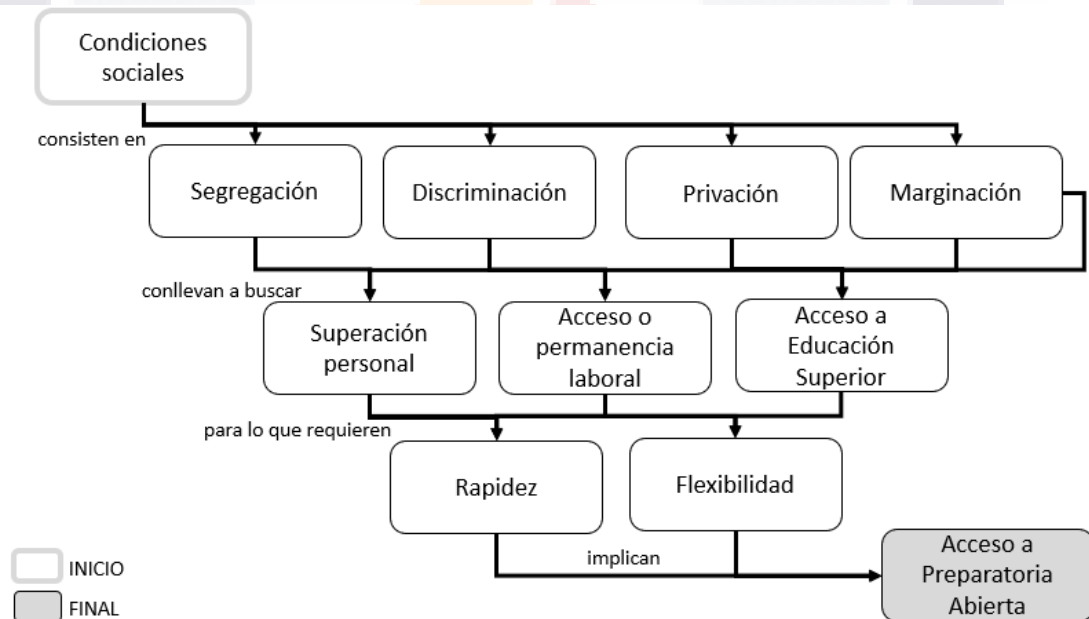 Condiciones
sociales
consisten en
Segregación
Discriminación
Privación
Marginación
conllevan a buscar
Superación
personal
Acceso o
permanencia
laboral
Acceso a
Educación
Superior
para lo que requieren
Rapidez
Flexibilidad
implican
Acceso a
Preparatoria
Abierta
INICIO
FINAL